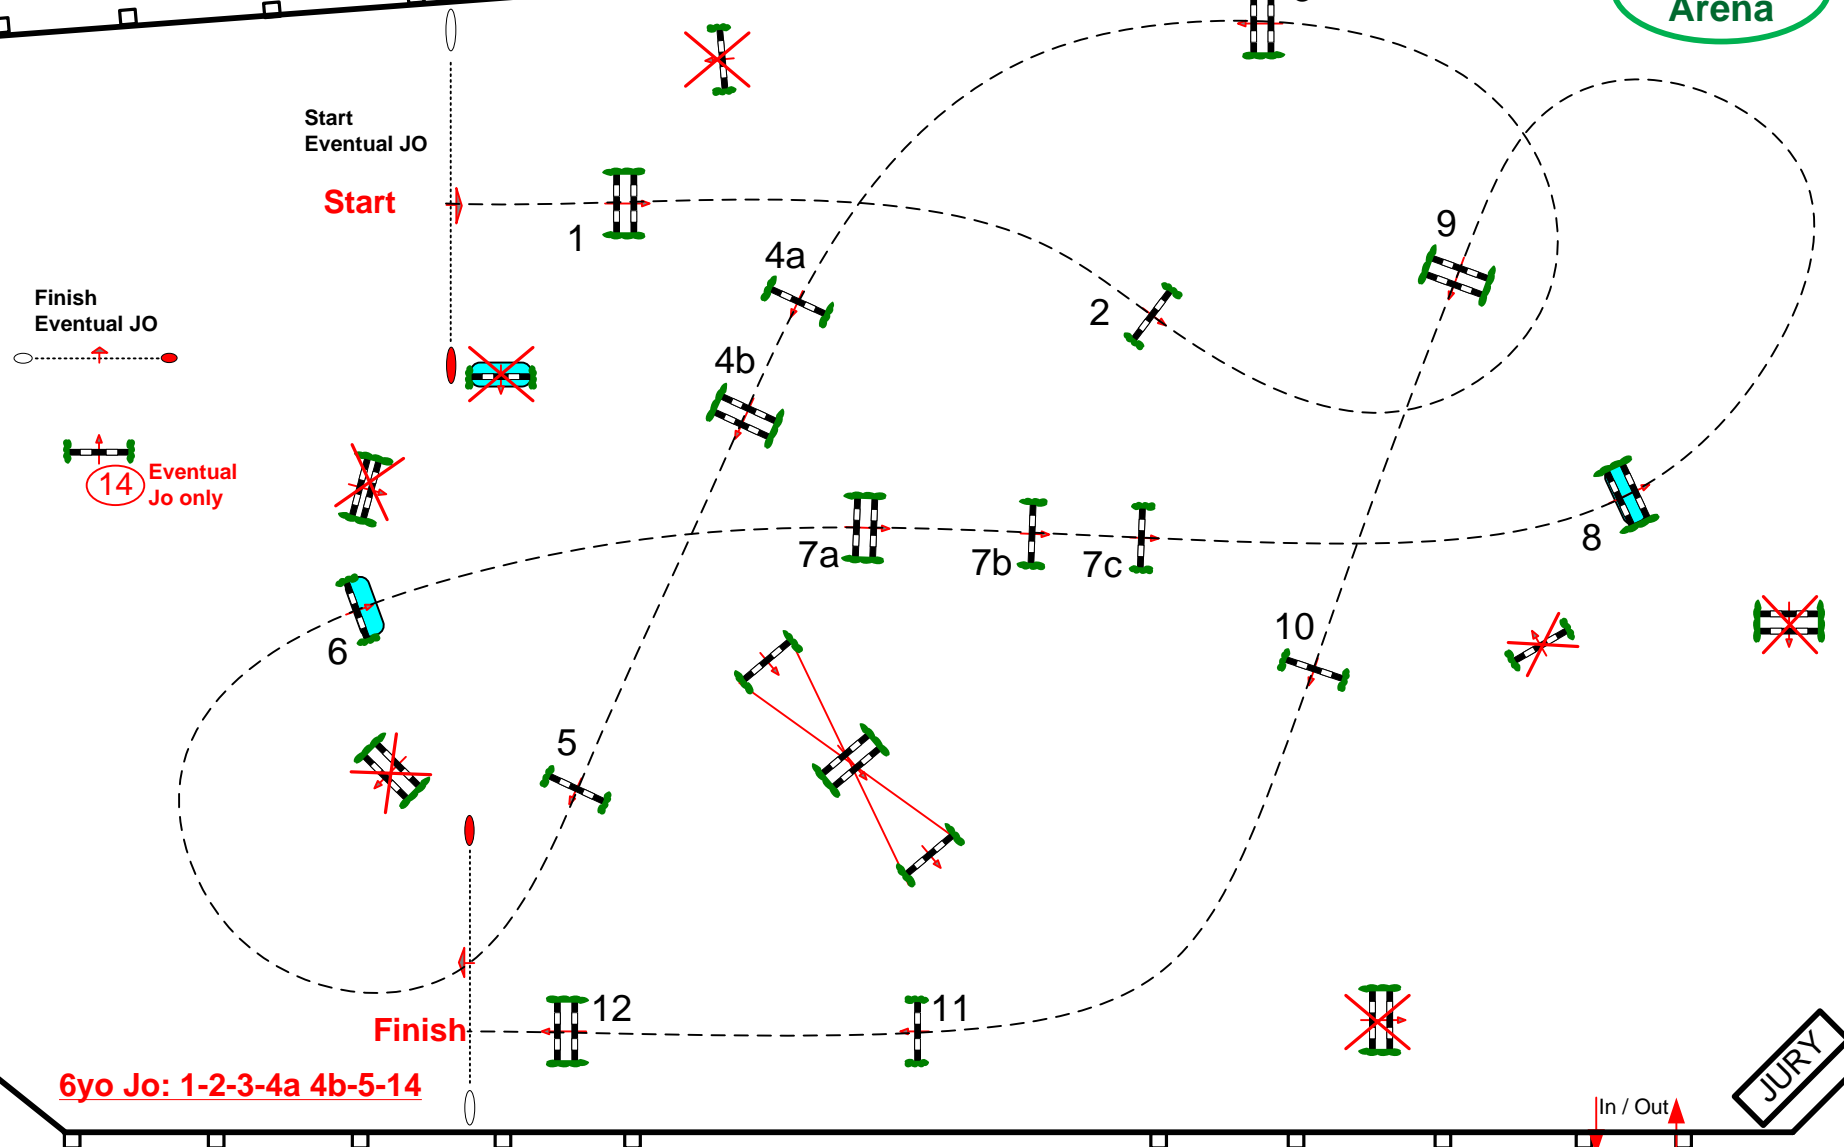 Arena
Start
Eventual JO
Start
1
4a
9
Finish
Eventual JO
2
4b
Eventual
14
Jo only
8
7a
7b
7c
6
10
5
12
11
Finish
6yo Jo: 1-2-3-4a 4b-5-14
JURY
In / Out